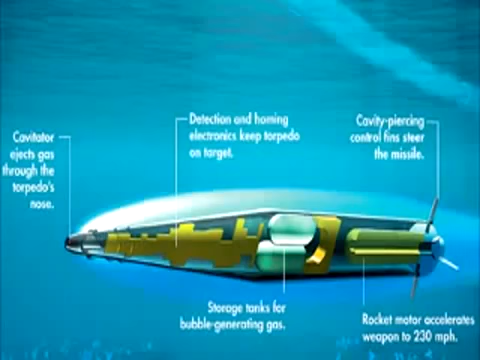 Cavitator
ejects gas
through the
torpedo's
nose.
Detection and homing
electronics keep torpedo
on target.
Cavity-piercing
control fins steer
the missile.
Storage tanks for
bubble-generating gas.
Rocket motor accelerates
weapon to 230 mph.